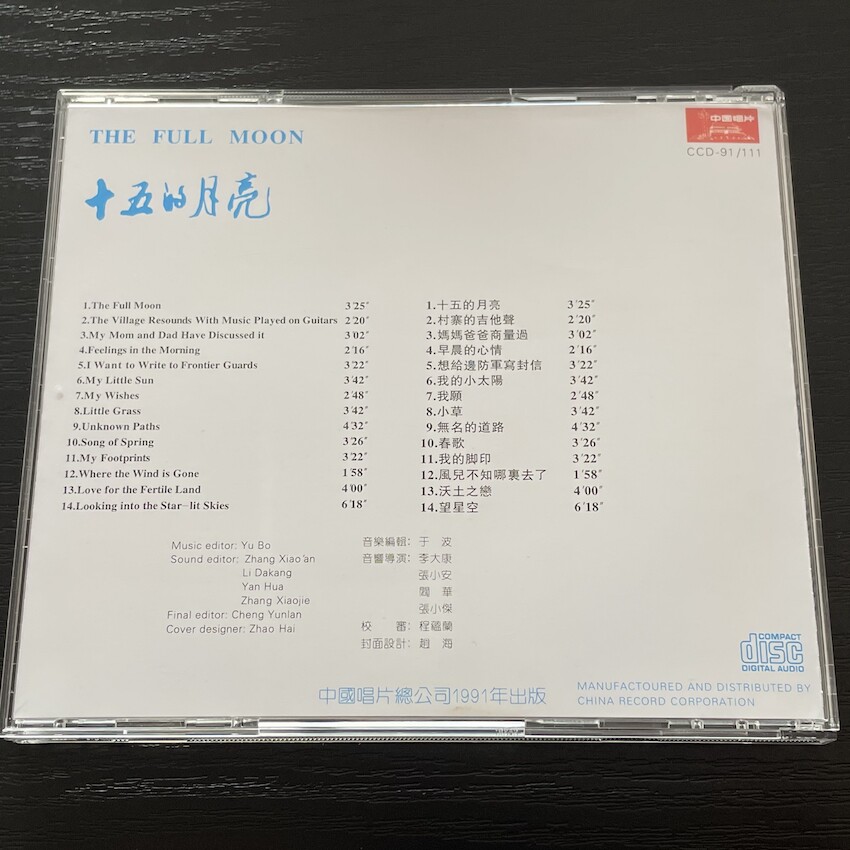 THE FULL MOON
中國唱片
CCD-91/111
十五的月亮
1.The Full Moon 3′25″
2.The Village Resounds With Music Played on Guitars 2′20″
3.My Mom and Dad Have Discussed it 3′02″
4.Feelings in the Morning 2′16″
5.I Want to Write to Frontier Guards 3′22″
6.My Little Sun 3′42″
7.My Wishes 2′48″
8.Little Grass 3′42″
9.Unknown Paths 4′32″
10.Song of Spring 3′26″
11.My Footprints 3′22″
12.Where the Wind is Gone 1′58″
13.Love for the Fertile Land 4′00″
14.Looking into the Star-lit Skies 6′18″
1.十五的月亮 3′25″
2.村寨的吉他聲 2′20″
3.媽媽爸爸商量過 3′02″
4.早晨的心情 2′16″
5.想給邊防軍寫封信 3′22″
6.我的小太陽 3′42″
7.我願 2′48″
8.小草 3′42″
9.無名的道路 4′32″
10.春歌 3′26″
11.我的脚印 3′22″
12.風兒不知哪裏去了 1′58″
13.沃土之戀 4′00″
14.望星空 6′18″
Music editor: Yu Bo
Sound editor: Zhang Xiao'an
Li Dakang
Yan Hua
Zhang Xiaojie
Final editor: Cheng Yunlan
Cover designer: Zhao Hai
音樂編輯: 于 波
音響導演: 李大康
張小安
閻 華
張小傑
校 審: 程蘊蘭
封面設計: 趙 海
中國唱片總公司1991年出版
COMPACT
disc
DIGITAL AUDIO
MANUFACTOURED AND DISTRIBUTED BY
CHINA RECORD CORPORATION